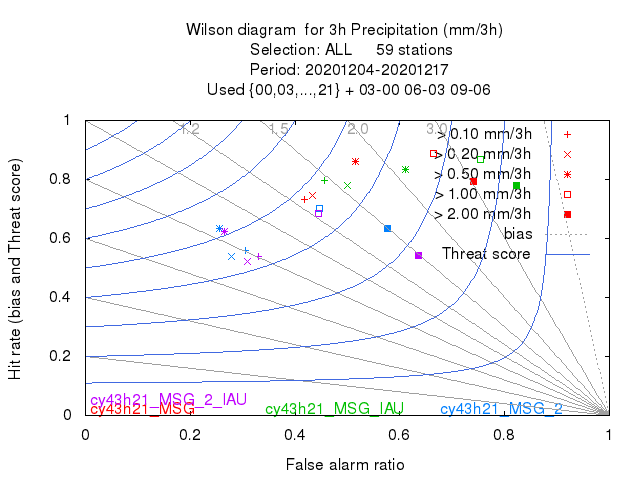 Wilson diagram  for 3h Precipitation (mm/3h)
Selection: ALL     59 stations
Period: 20201204-20201217
Used {00,03,...,21} + 03-00 06-03 09-06
1.2 1.5 2.0 3.0
> 0.10 mm/3h
> 0.20 mm/3h
> 0.50 mm/3h
> 1.00 mm/3h
> 2.00 mm/3h
bias
Threat score
Hit rate (bias and Threat score)
1
0.8
0.6
0.4
0.2
0
cy43h21_MSG_2_IAU
cy43h21_MSG cy43h21_MSG_IAU cy43h21_MSG_2
0 0.2 0.4 0.6 0.8 1
False alarm ratio